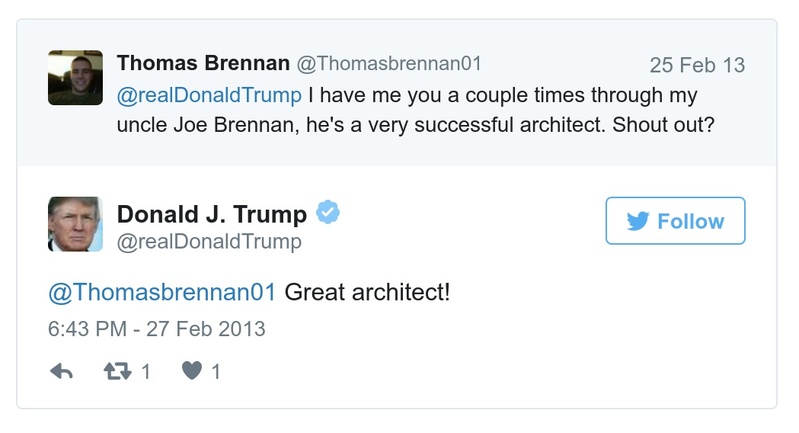 Thomas Brennan @Thomasbrennan01 25 Feb 13
@realDonaldTrump I have me you a couple times through my
uncle Joe Brennan, he's a very successful architect. Shout out?
Donald J. Trump
@realDonaldTrump
Follow
@Thomasbrennan01 Great architect!
6:43 PM - 27 Feb 2013
1 1